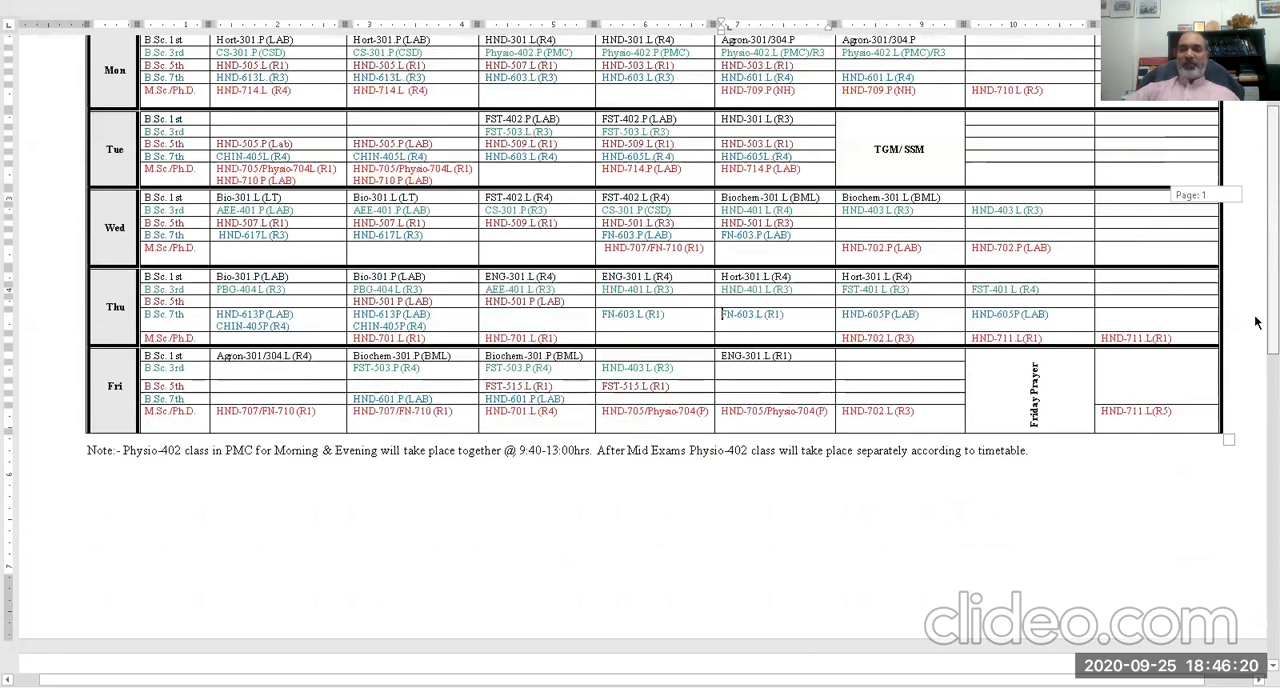 1 2 3 4 5 6 7 8 9 10
Mon
B.Sc. 1st Hort-301.P (LAB) Hort-301.P (LAB) HND-301.L (R4) HND-301.L (R4) Agron-301/304.P Agron-301/304.P
B.Sc. 3rd CS-301.P (CSD) CS-301.P (CSD) Physio-402.P (PMC) Physio-402.P (PMC) Physio-402.L (PMC)/R3 Physio-402.L (PMC)/R3
B.Sc. 5th HND-505.L (R1) HND-505.L (R1) HND-507.L (R1) HND-503.L (R1) HND-503.L (R1)
B.Sc. 7th HND-613L (R3) HND-613L (R3) HND-603.L (R3) HND-603.L (R3) HND-601.L (R4) HND-601.L (R4)
M.Sc./Ph.D. HND-714.L (R4) HND-714.L (R4) HND-709.P (NH) HND-709.P (NH) HND-710.L (R5)
Tue
B.Sc. 1st FST-402.P (LAB) FST-402.P (LAB) HND-301.L (R3)
B.Sc. 3rd FST-503.L (R3) FST-503.L (R3)
B.Sc. 5th HND-505.P (Lab) HND-505.P (LAB) HND-509.L (R1) HND-509.L (R1) HND-503.L (R1)
TGM/ SSM
B.Sc. 7th CHIN-405L (R4) CHIN-405L (R4) HND-603.L (R4) HND-605L (R4) HND-605L (R4)
M.Sc/Ph.D. HND-705/Physio-704L (R1) HND-705/Physio-704L (R1) HND-714.P (LAB) HND-714.P (LAB)
HND-710 P (LAB) HND-710 P (LAB)
Page: 1
Wed
B.Sc. 1st Bio-301.L (LT) Bio-301.L (LT) FST-402.L (R4) FST-402.L (R4) Biochem-301.L (BML) Biochem-301.L (BML)
B.Sc. 3rd AEE-401.P (LAB) AEE-401.P (LAB) CS-301.P (R3) CS-301.P (CSD) HND-401.L (R4) HND-403.L (R3) HND-403.L (R3)
B.Sc. 5th HND-507.L (R1) HND-507.L (R1) HND-509.L (R1) HND-501.L (R3) HND-501.L (R3)
B.Sc. 7th HND-617L (R3) HND-617L (R3) FN-603.P (LAB) FN-603.P (LAB)
M.Sc./Ph.D. HND-707/FN-710 (R1) HND-702.P (LAB) HND-702.P (LAB)
Thu
B.Sc. 1st Bio-301.P (LAB) Bio-301.P (LAB) ENG-301.L (R4) ENG-301.L (R4) Hort-301.L (R4) Hort-301.L (R4)
B.Sc. 3rd PBG-404.L (R3) PBG-404.L (R3) AEE-401.L (R3) HND-401.L (R3) HND-401.L (R3) FST-401.L (R3) FST-401.L (R4)
B.Sc. 5th HND-501 P (LAB) HND-501 P (LAB)
B.Sc. 7th HND-613P (LAB) HND-613P (LAB) FN-603.L (R1) FN-603.L (R1) HND-605P (LAB) HND-605P (LAB)
CHIN-405P (R4) CHIN-405P (R4)
M.Sc./Ph.D. HND-701.L (R1) HND-701.L (R1) HND-702.L (R3) HND-711.L (R1) HND-711.L (R1)
Fri
B.Sc. 1st Agron-301/304.L (R4) Biochem-301.P (BML) Biochem-301.P (BML) ENG-301.L (R1)
B.Sc. 3rd FST-503.P (R4) FST-503.P (R4) HND-403.L (R3)
B.Sc. 5th FST-515.L (R1) FST-515.L (R1)
B.Sc. 7th HND-601.P (LAB) HND-601.P (LAB)
M.Sc./Ph.D. HND-707/FN-710 (R1) HND-707/FN-710 (R1) HND-701.L (R4) HND-705/Physio-704 (P) HND-705/Physio-704 (P) HND-702.L (R3) HND-711.L (R5)
Friday Prayer
Note:- Physio-402 class in PMC for Morning & Evening will take place together @ 9:40-13:00hrs. After Mid Exams Physio-402 class will take place separately according to timetable.
clideo.com
2020-09-25 18:46:20